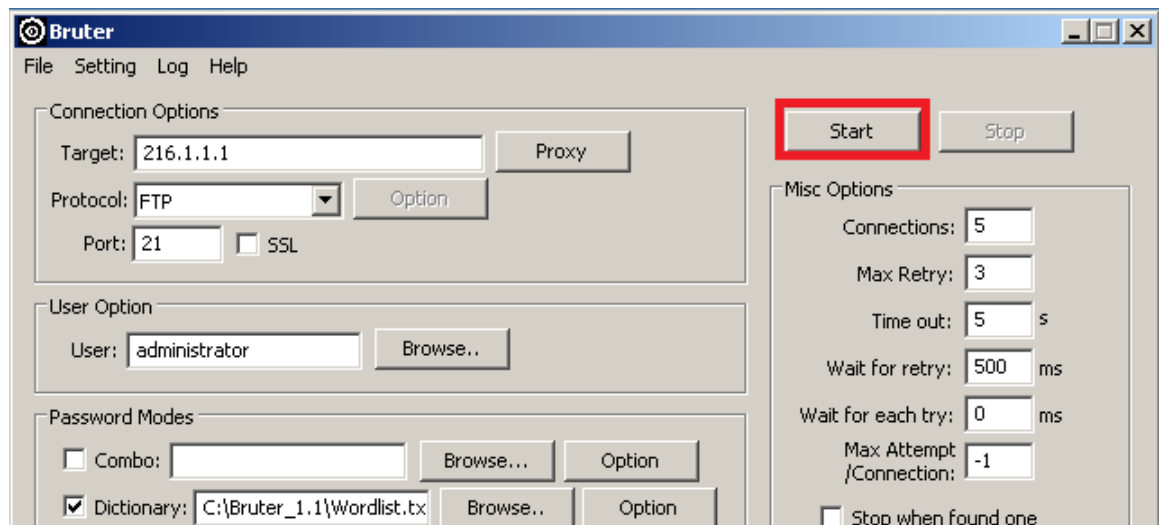 Bruter
File Setting Log Help
Connection Options
Target: 216.1.1.1 Proxy
Protocol: FTP Option
Port: 21 SSL
User Option
User: administrator Browse..
Password Modes
Combo: Browse... Option
Dictionary: C:\Bruter_1.1\Wordlist.tx Browse.. Option
Start Stop
Misc Options
Connections: 5
Max Retry: 3
Time out: 5 s
Wait for retry: 500 ms
Wait for each try: 0 ms
Max Attempt
/Connection: -1
Stop when found one